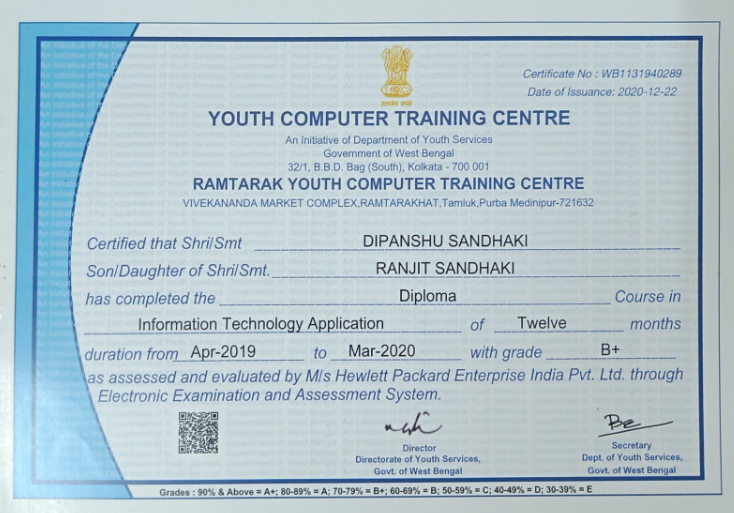 Certificate No : WB1131940289
Date of Issuance: 2020-12-22
YOUTH COMPUTER TRAINING CENTRE
An Initiative of Department of Youth Services
Government of West Bengal
32/1, B.B.D. Bag (South), Kolkata - 700 001
RAMTARAK YOUTH COMPUTER TRAINING CENTRE
VIVEKANANDA MARKET COMPLEX,RAMTARAKHAT,Tamluk,Purba Medinipur-721632
Certified that Shri/Smt DIPANSHU SANDHAKI
Son/Daughter of Shri/Smt. RANJIT SANDHAKI
has completed the Diploma Course in
Information Technology Application of Twelve months
duration from Apr-2019 to Mar-2020 with grade B+
as assessed and evaluated by M/s Hewlett Packard Enterprise India Pvt. Ltd. through
Electronic Examination and Assessment System.
Director
Directorate of Youth Services,
Govt. of West Bengal
Secretary
Dept. of Youth Services,
Govt. of West Bengal
Grades : 90% & Above = A+; 80-89% = A; 70-79% = B+; 60-69% = B; 50-59% = C; 40-49% = D; 30-39% = E